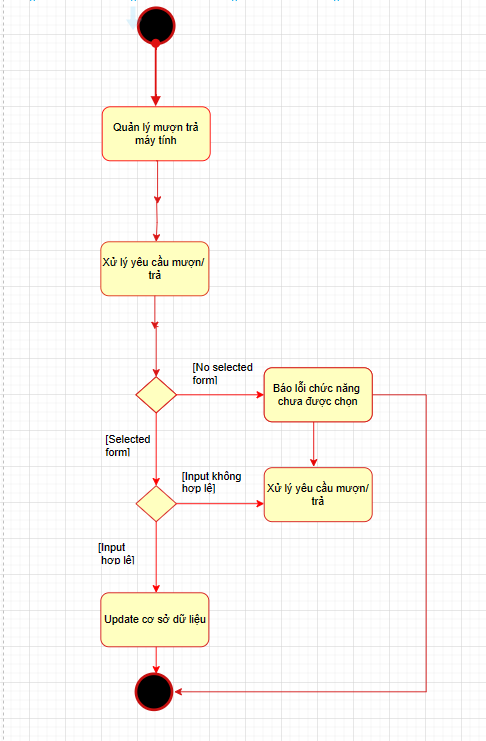 Quản lý mượn trả
máy tính
Xử lý yêu cầu mượn/
trả
[No selected
form]
Báo lỗi chức năng
chưa được chọn
[Selected
form]
[Input không
hợp lệ]
Xử lý yêu cầu mượn/
trả
[Input
hợp lệ]
Update cơ sở dữ liệu